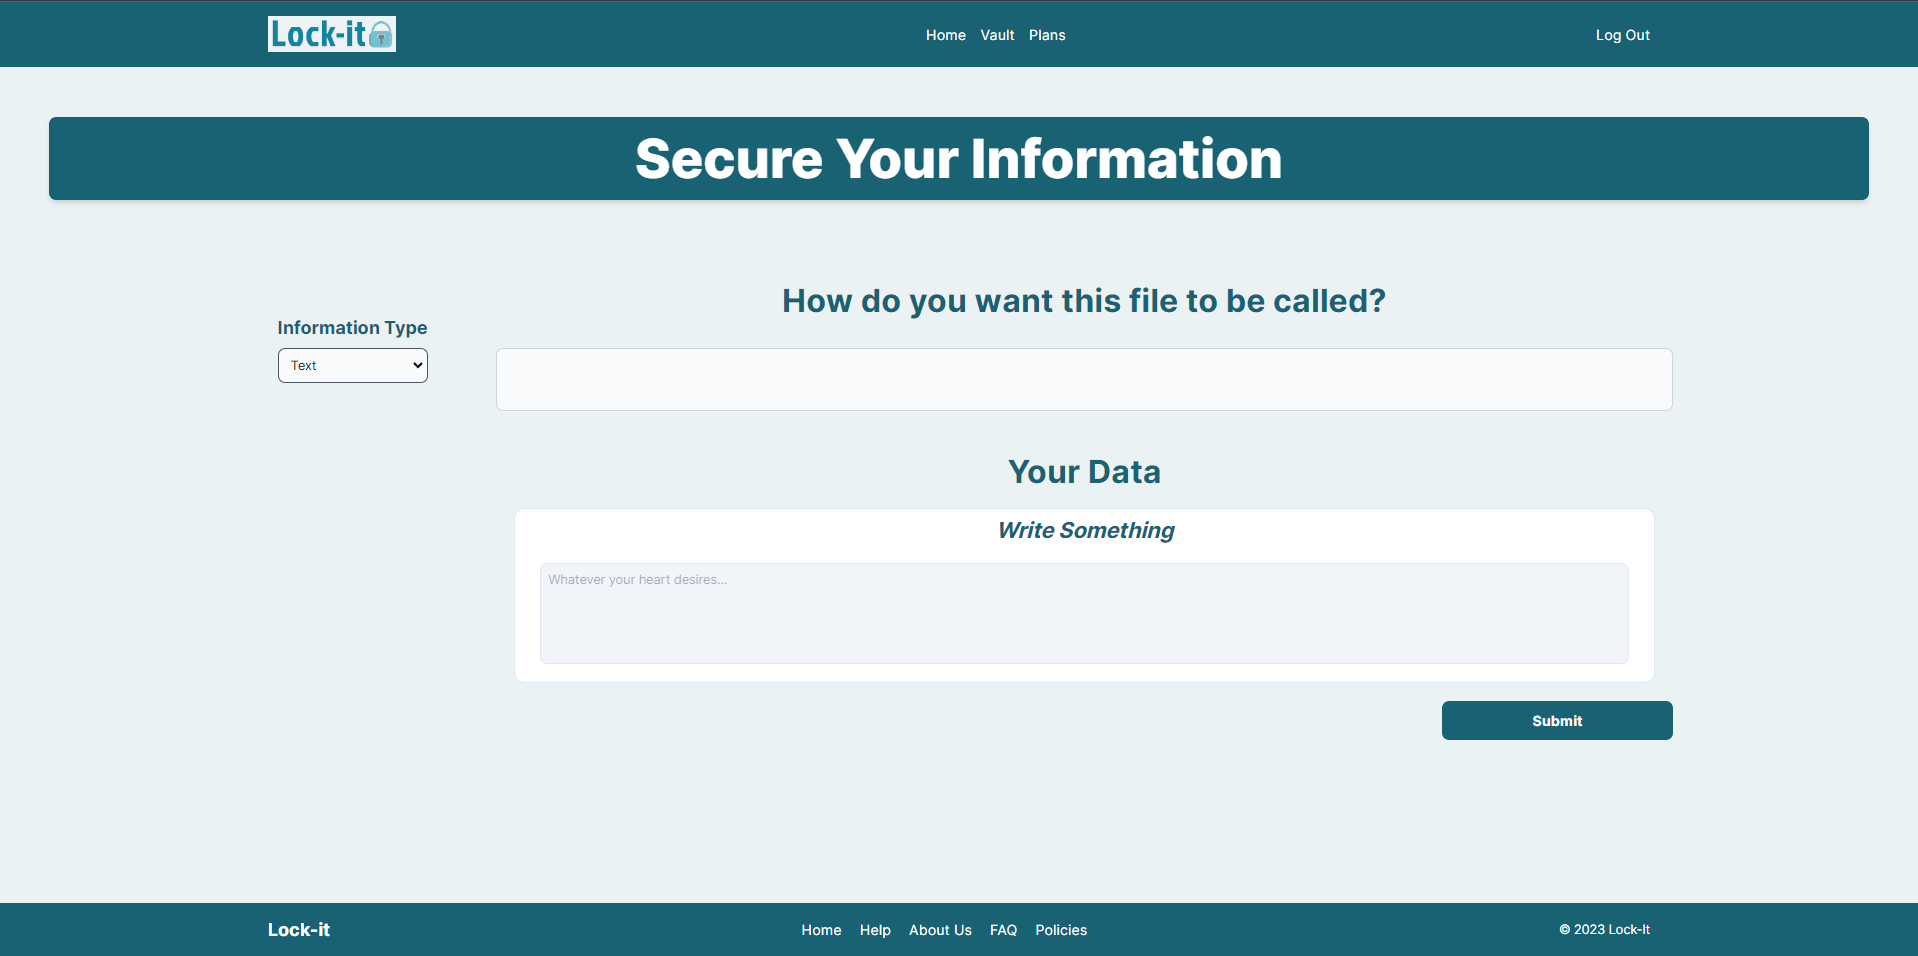 Lock-it
Home Vault Plans
Log Out
Secure Your Information
How do you want this file to be called?
Information Type
Text
Your Data
Write Something
Whatever your heart desires...
Submit
Lock-it
Home Help About Us FAQ Policies
© 2023 Lock-It